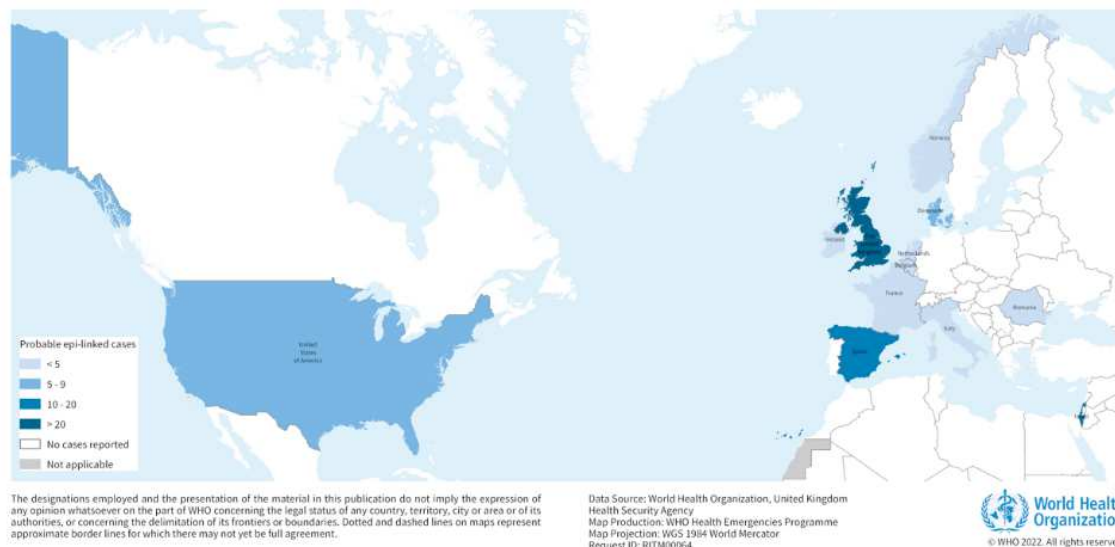 Norway
Denmark
Ireland
Netherlands
Belgium
France
Romania
Italy
Spain
Israel
United
States
of America
Probable epi-linked cases
< 5
5 - 9
10 - 20
> 20
No cases reported
Not applicable
The designations employed and the presentation of the material in this publication do not imply the expression of
any opinion whatsoever on the part of WHO concerning the legal status of any country, territory, city or area or of its
authorities, or concerning the delimitation of its frontiers or boundaries. Dotted and dashed lines on maps represent
approximate border lines for which there may not yet be full agreement.
Data Source: World Health Organization, United Kingdom
Health Security Agency
Map Production: WHO Health Emergencies Programme
Map Projection: WGS 1984 World Mercator
Request ID: RITM00064
World Health
Organization
© WHO 2022. All rights reserve